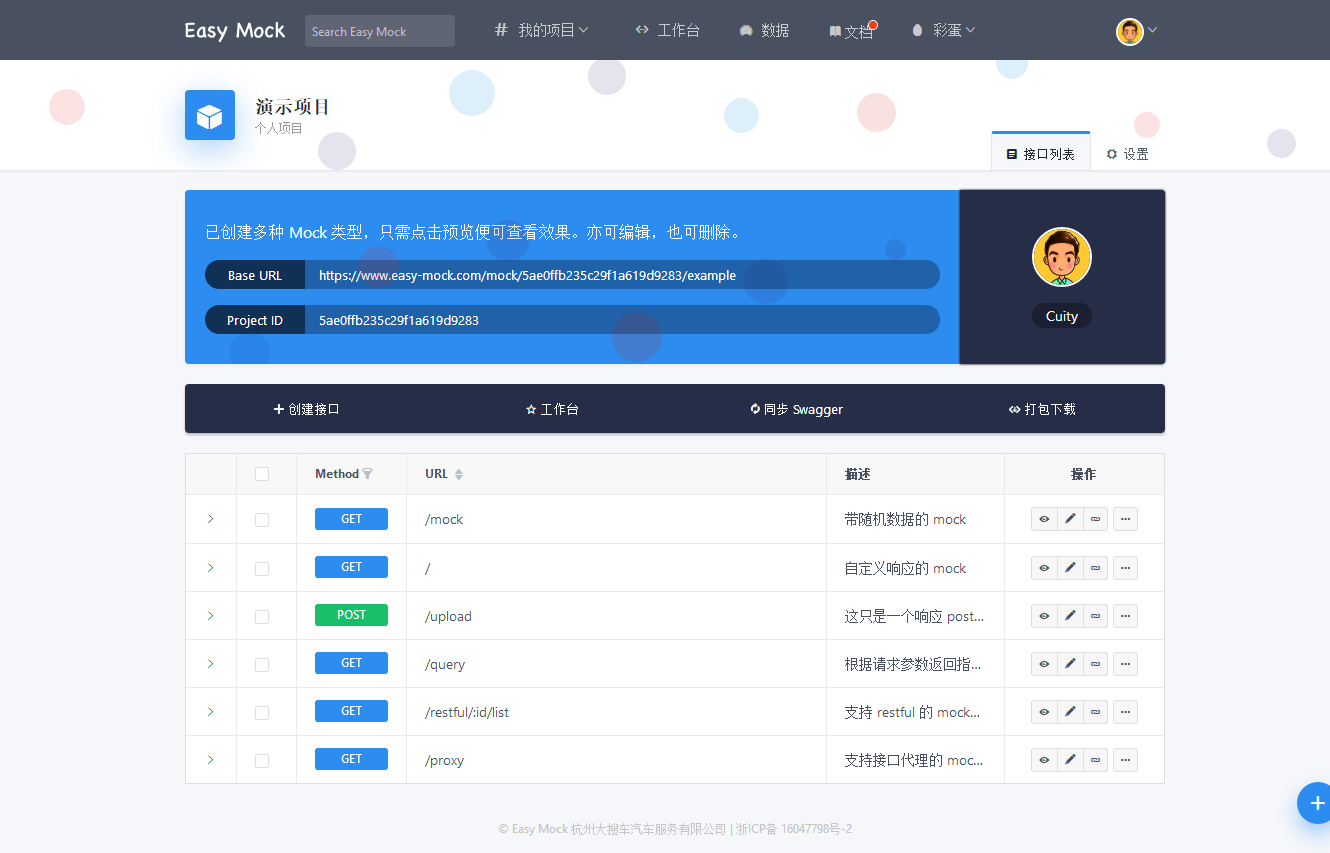 Easy Mock Search Easy Mock # 我的项目 工作台 数据 文档 彩蛋
演示项目
个人项目
接口列表 设置
已创建多种 Mock 类型，只需点击预览便可查看效果。亦可编辑，也可删除。
Base URL https://www.easy-mock.com/mock/5ae0ffb235c29f1a619d9283/example
Project ID 5ae0ffb235c29f1a619d9283
Cuity
创建接口 工作台 同步 Swagger 打包下载
Method URL 描述 操作
GET /mock 带随机数据的 mock
GET / 自定义响应的 mock
POST /upload 这只是一个响应 post...
GET /query 根据请求参数返回指...
GET /restful/:id/list 支持 restful 的 mock...
GET /proxy 支持接口代理的 moc...
© Easy Mock 杭州大搜车汽车服务有限公司 | 浙ICP备 16047798号-2